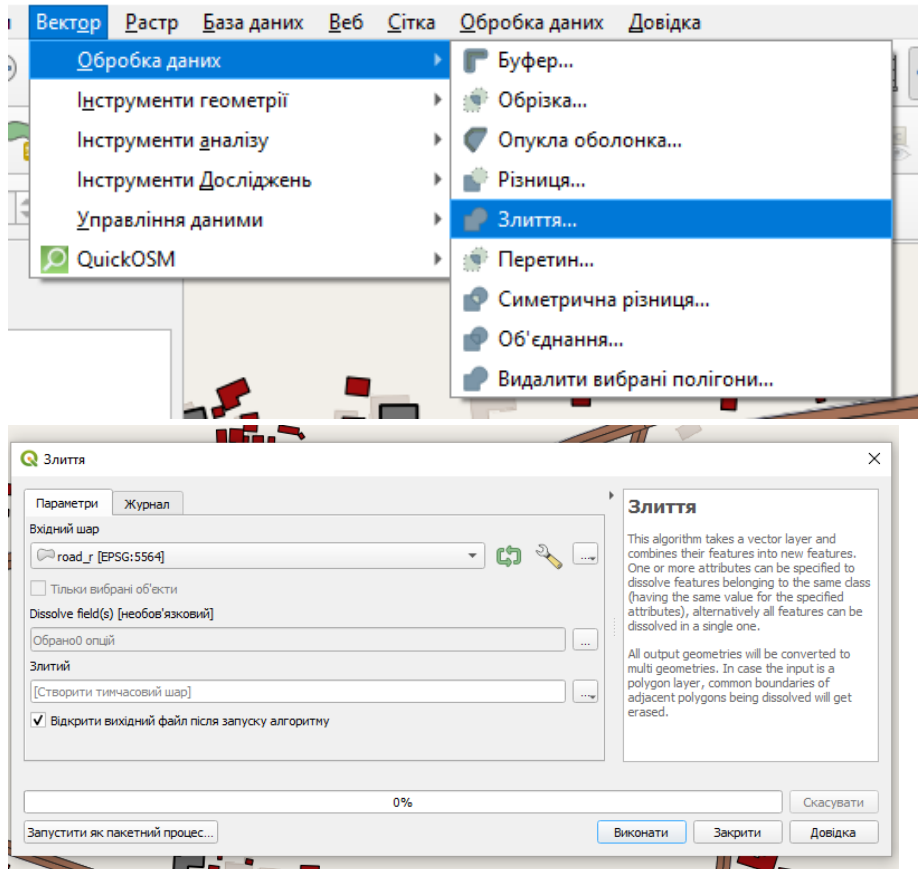 Вектор Растр База даних Веб Сітка Обробка даних Довідка
Обробка даних
Інструменти геометрії
Інструменти аналізу
Інструменти Досліджень
Управління даними
QuickOSM
Буфер...
Обрізка...
Опукла оболонка...
Різниця...
Злиття...
Перетин...
Симетрична різниця...
Об'єднання...
Видалити вибрані полігони...
Злиття
Параметри Журнал
Вхідний шар
road_r [EPSG:5564]
Тільки вибрані об'єкти
Dissolve field(s) [необов'язковий]
Обрано0 опцій
Злитий
[Створити тимчасовий шар]
Відкрити вихідний файл після запуску алгоритму
Злиття
This algorithm takes a vector layer and
combines their features into new features.
One or more attributes can be specified to
dissolve features belonging to the same class
(having the same value for the specified
attributes), alternatively all features can be
dissolved in a single one.
All output geometries will be converted to
multi geometries. In case the input is a
polygon layer, common boundaries of
adjacent polygons being dissolved will get
erased.
0% Скасувати
Запустити як пакетний процес... Виконати Закрити Довідка